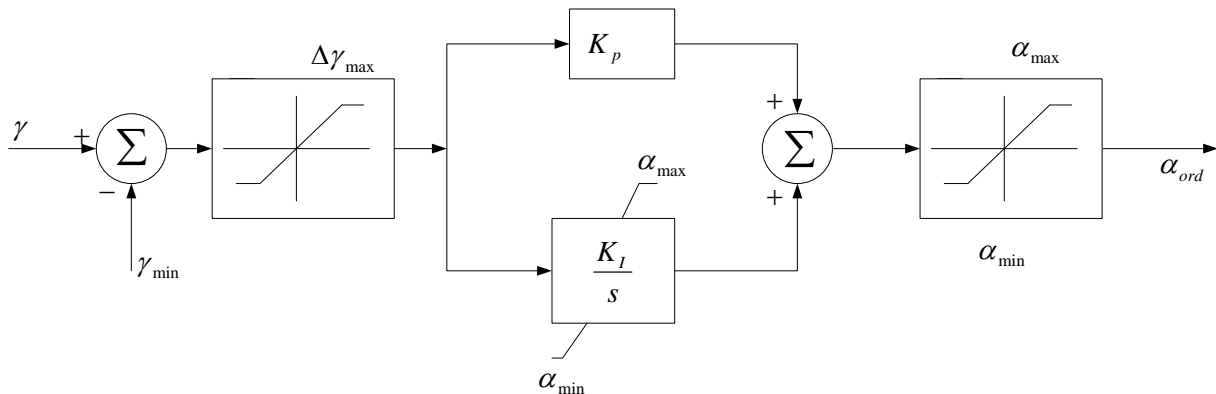 γ
+
Σ
−
γ_min
Δγ_max
K_p
α_max
K_I
s
α_min
+
Σ
+
α_max
α_min
α_ord